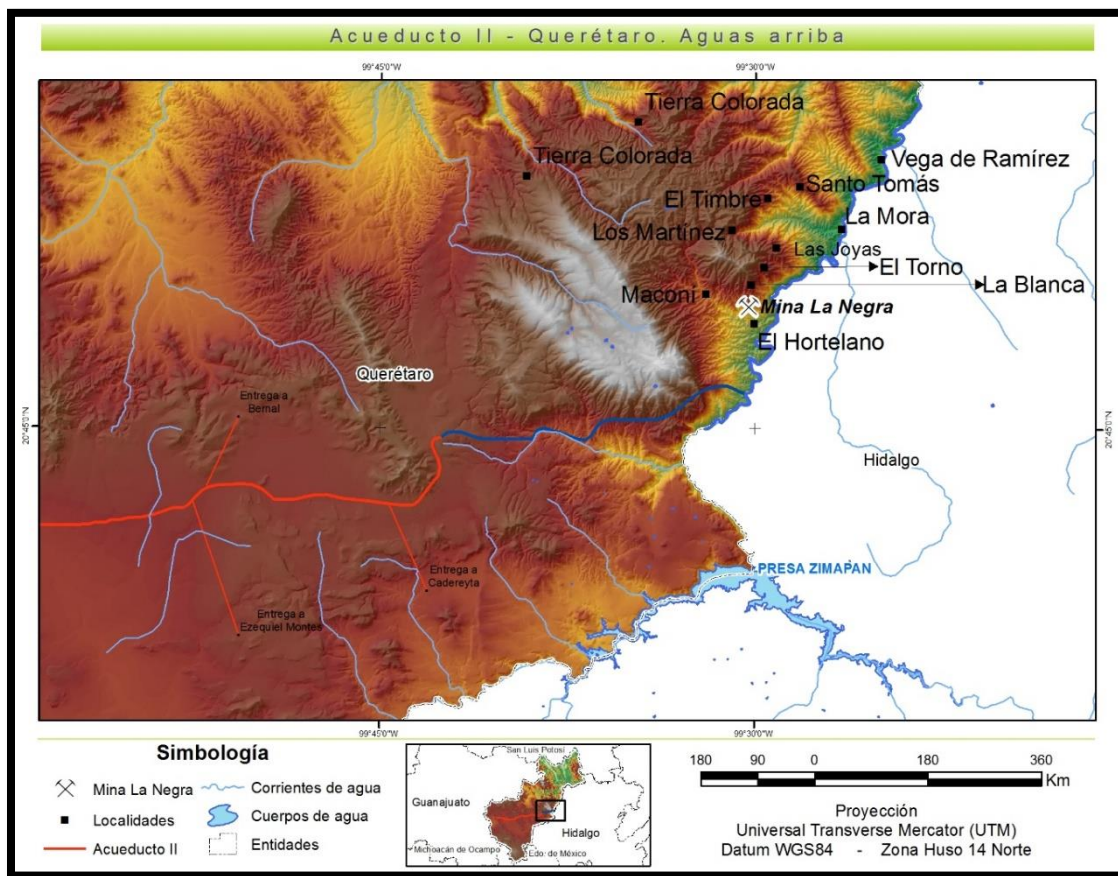 Acueducto II - Querétaro. Aguas arriba
99°45'0"W
99°30'0"W
Tierra Colorada
Tierra Colorada
Vega de Ramírez
Santo Tomás
El Timbre
La Mora
Los Martínez
Las Joyas
El Torno
La Blanca
Maconí
Mina La Negra
El Hortelano
Querétaro
Entrega a
Bernal
20°45'0"N
20°45'0"N
Hidalgo
Entrega a
Cadereyta
PRESA ZIMAPAN
Entrega a
Ezequiel Montes
99°45'0"W
99°30'0"W
Simbología
Mina La Negra
Corrientes de agua
Localidades
Cuerpos de agua
Acueducto II
Entidades
San Luis Potosí
Guanajuato
Hidalgo
Michoacán de Ocampo
Edo. de México
180 90 0 180 360
Km
Proyección
Universal Transverse Mercator (UTM)
Datum WGS84 - Zona Huso 14 Norte